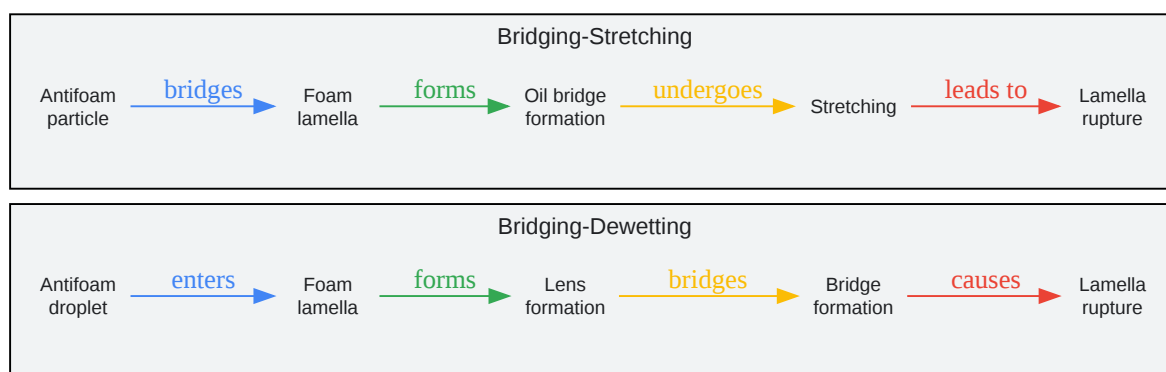 Bridging-Stretching
Antifoam
particle
bridges
Foam
lamella
forms
Oil bridge
formation
undergoes
Stretching
leads to
Lamella
rupture
Bridging-Dewetting
Antifoam
droplet
enters
Foam
lamella
forms
Lens
formation
bridges
Bridge
formation
causes
Lamella
rupture